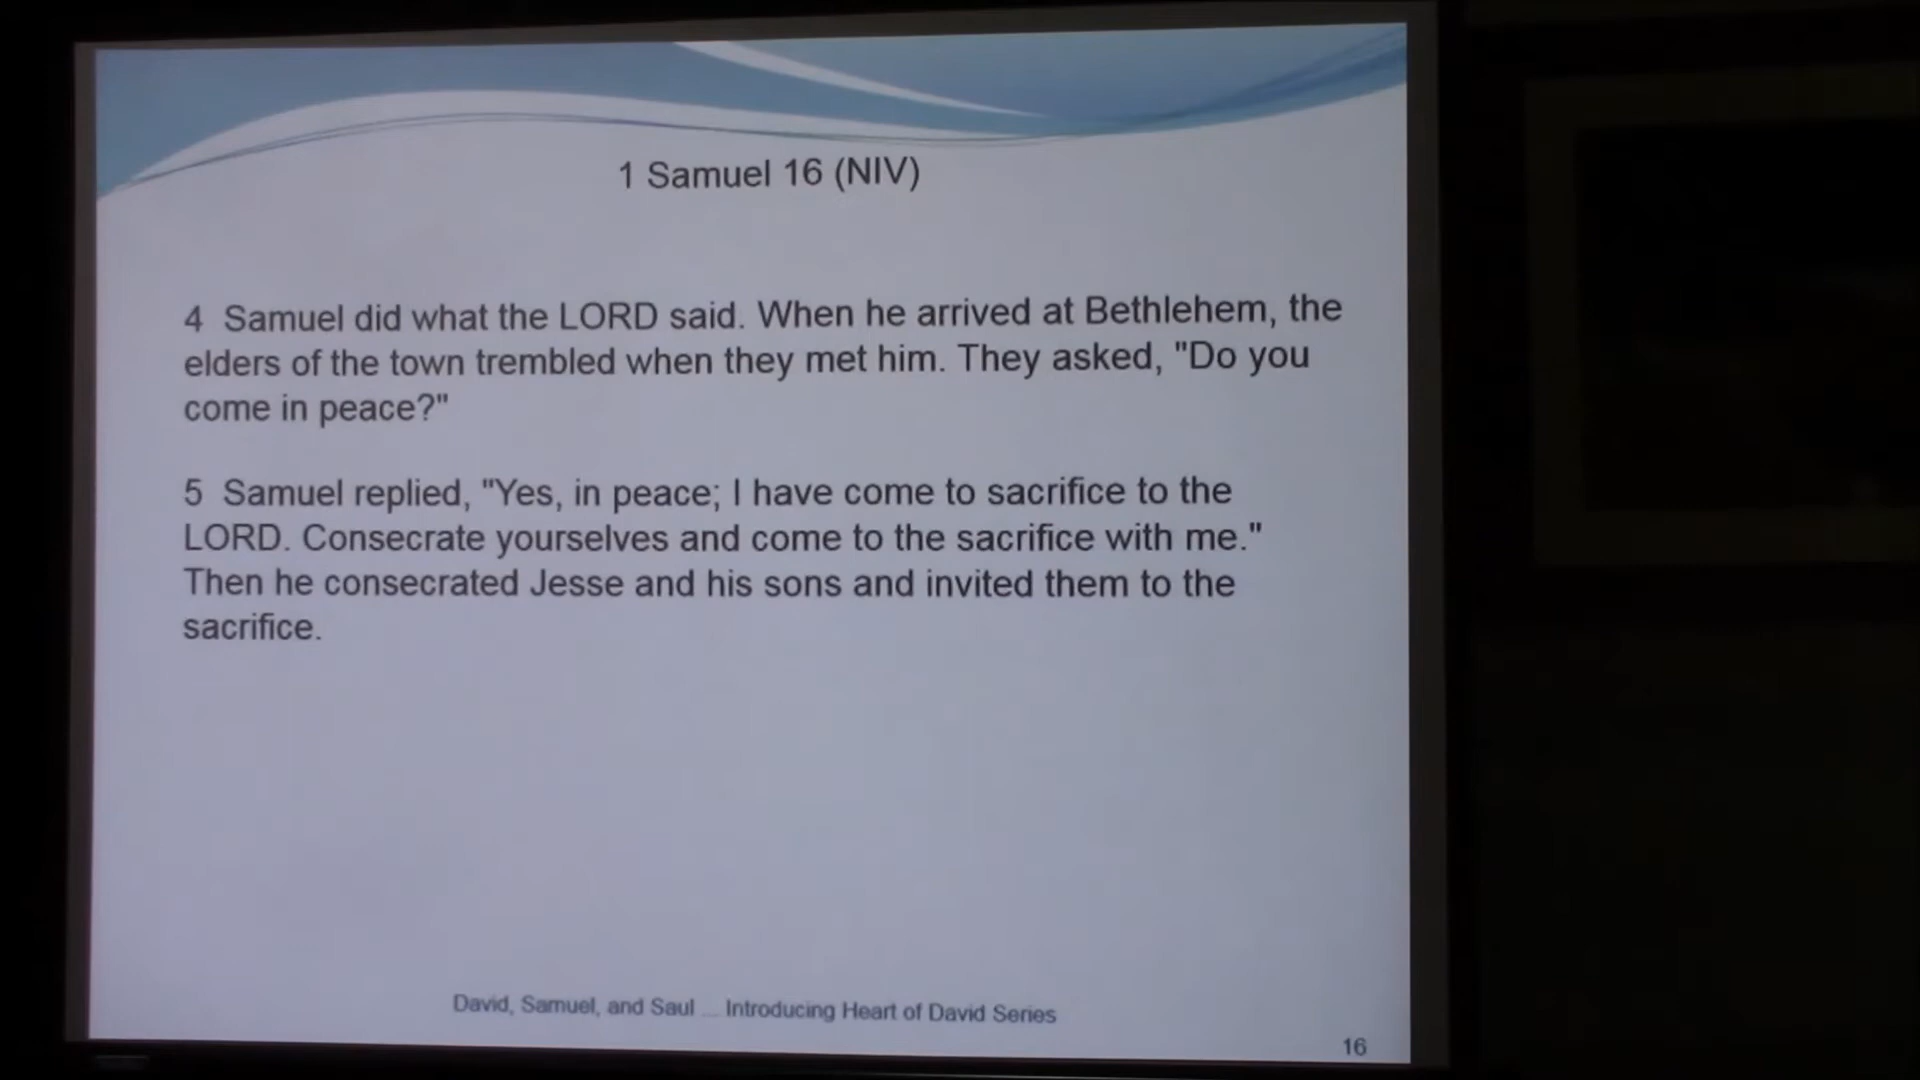 1 Samuel 16 (NIV)
4 Samuel did what the LORD said. When he arrived at Bethlehem, the
elders of the town trembled when they met him. They asked, "Do you
come in peace?"
5 Samuel replied, "Yes, in peace; I have come to sacrifice to the
LORD. Consecrate yourselves and come to the sacrifice with me."
Then he consecrated Jesse and his sons and invited them to the
sacrifice.
David, Samuel, and Saul ... Introducing Heart of David Series
16